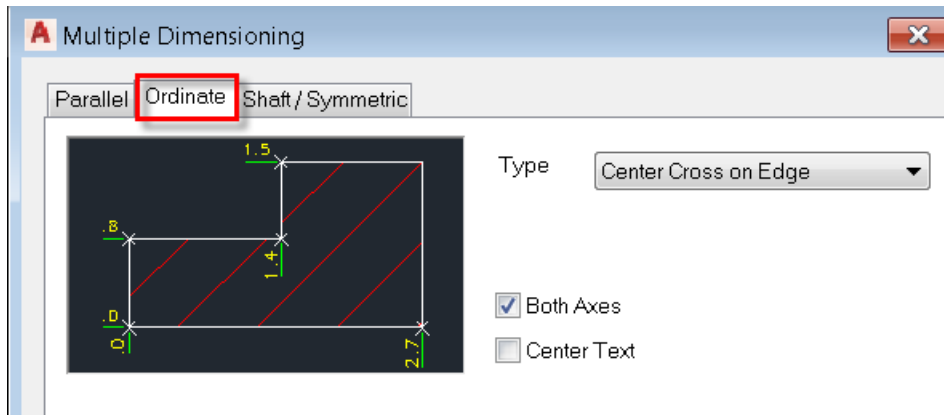 Multiple Dimensioning
Parallel Ordinate Shaft / Symmetric
1.5
.8
1.4
.0
.0
2.7
Type Center Cross on Edge
Both Axes
Center Text